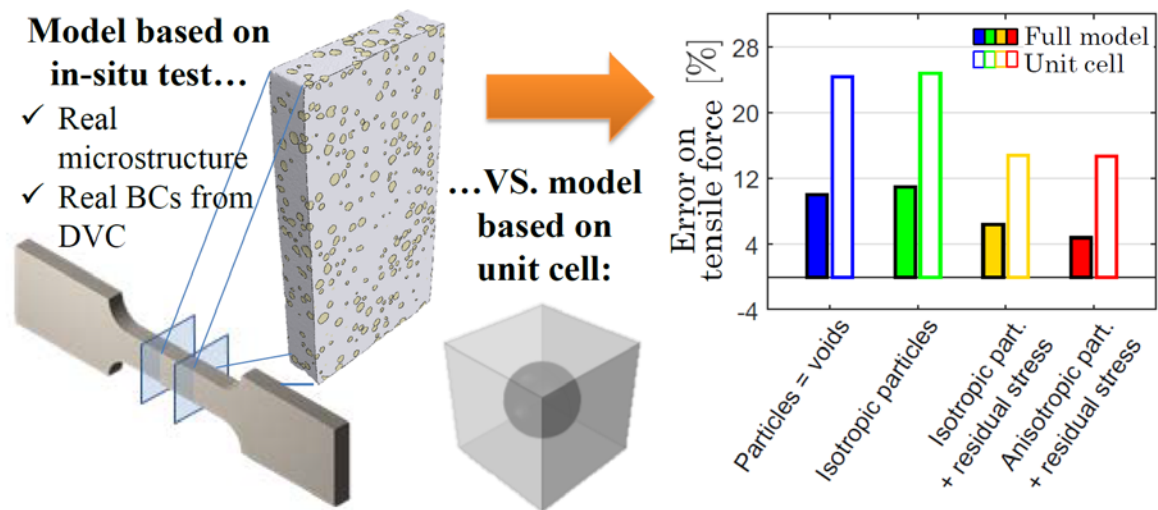 Model based on
in-situ test…
✓ Real
microstructure
✓ Real BCs from
DVC
…VS. model
based on
unit cell:
Error on
tensile force [%]
28
20
12
4
-4
Full model
Unit cell
Particles = voids
Isotropic particles
Isotropic part.
+ residual stress
Anisotropic part.
+ residual stress